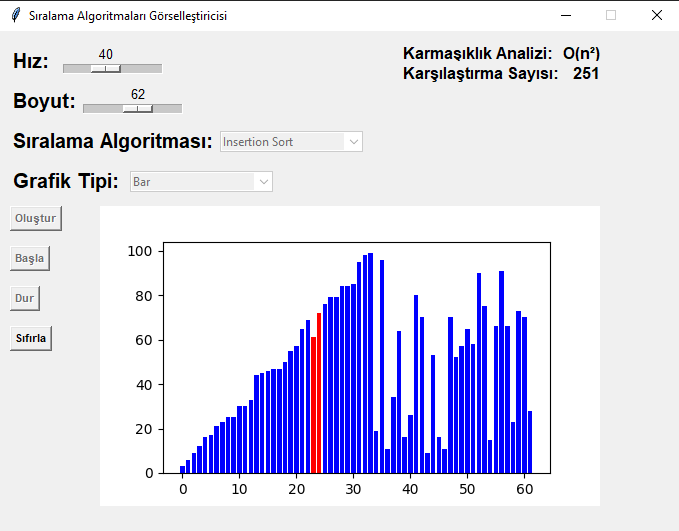 Sıralama Algoritmaları Görselleştiricisi
Hız: 40
Karmaşıklık Analizi: O(n²)
Karşılaştırma Sayısı: 251
Boyut: 62
Sıralama Algoritması: Insertion Sort
Grafik Tipi: Bar
Oluştur
Başla
Dur
Sıfırla
100
80
60
40
20
0
0 10 20 30 40 50 60